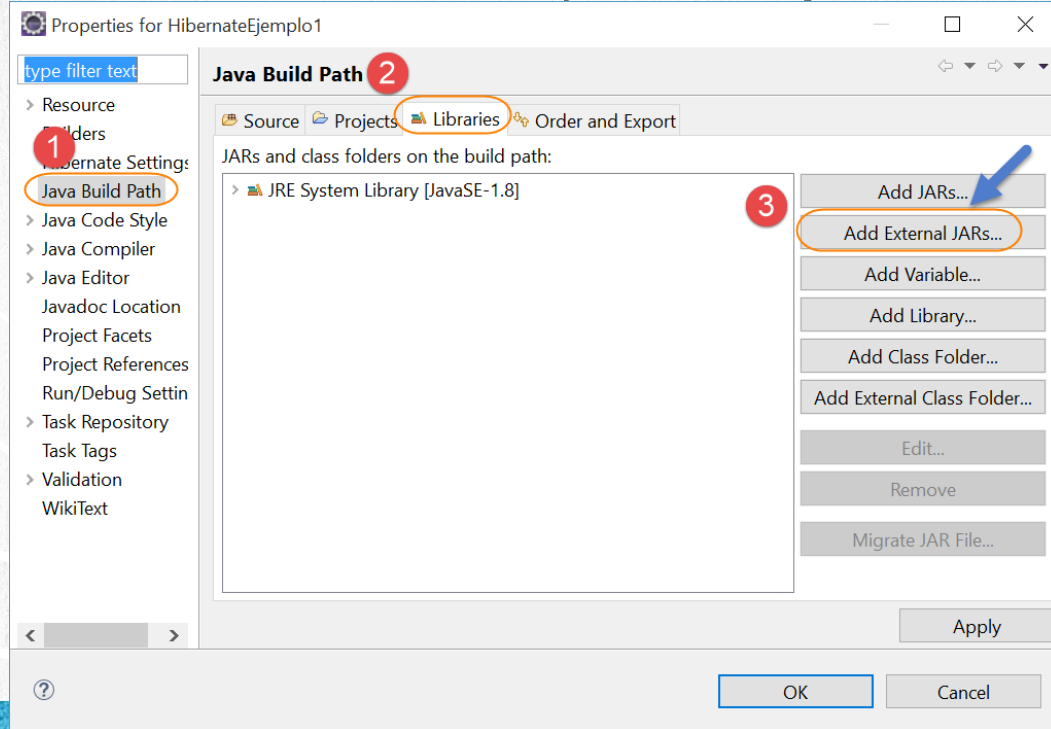 Properties for HibernateEjemplo1
type filter text
Resource
Hibernate Settings
Java Build Path
Java Code Style
Java Compiler
Java Editor
Javadoc Location
Project Facets
Project References
Run/Debug Settin
Task Repository
Task Tags
Validation
WikiText
1
Java Build Path
2
Source
Projects
Libraries
Order and Export
JARs and class folders on the build path:
JRE System Library [JavaSE-1.8]
3
Add JARs...
Add External JARs...
Add Variable...
Add Library...
Add Class Folder...
Add External Class Folder...
Edit...
Remove
Migrate JAR File...
Apply
?
OK
Cancel